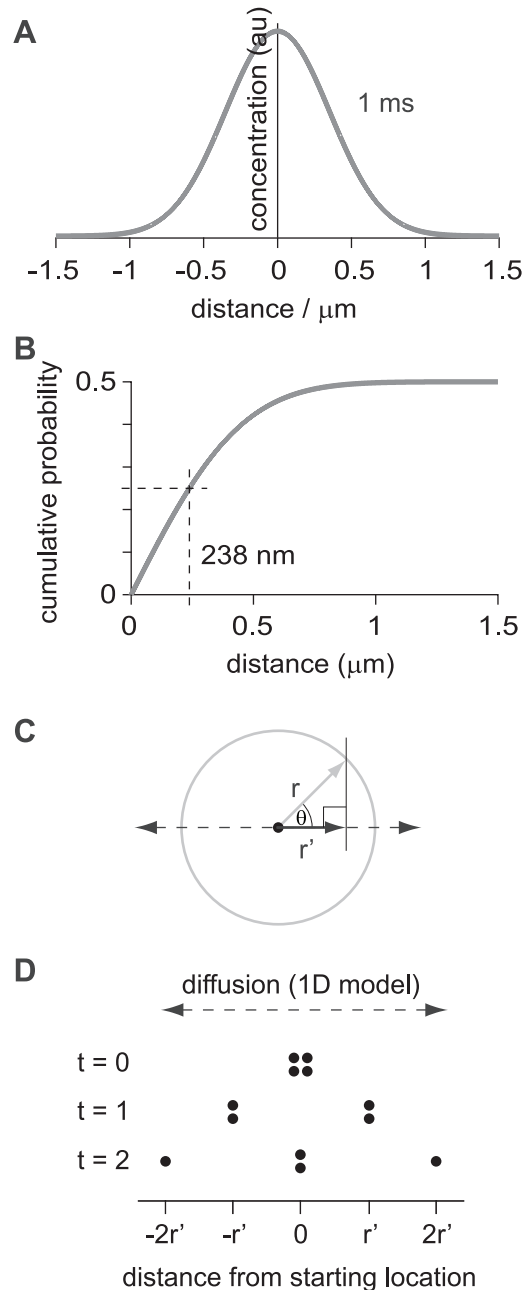 A
concentration (au)
1 ms
-1.5 -1 -0.5 0 0.5 1 1.5
distance / μm
B
cumulative probability
0.5
238 nm
0
0 0.5 1 1.5
distance (μm)
C
r
θ
r'
D
diffusion (1D model)
t = 0
t = 1
t = 2
-2r' -r' 0 r' 2r'
distance from starting location